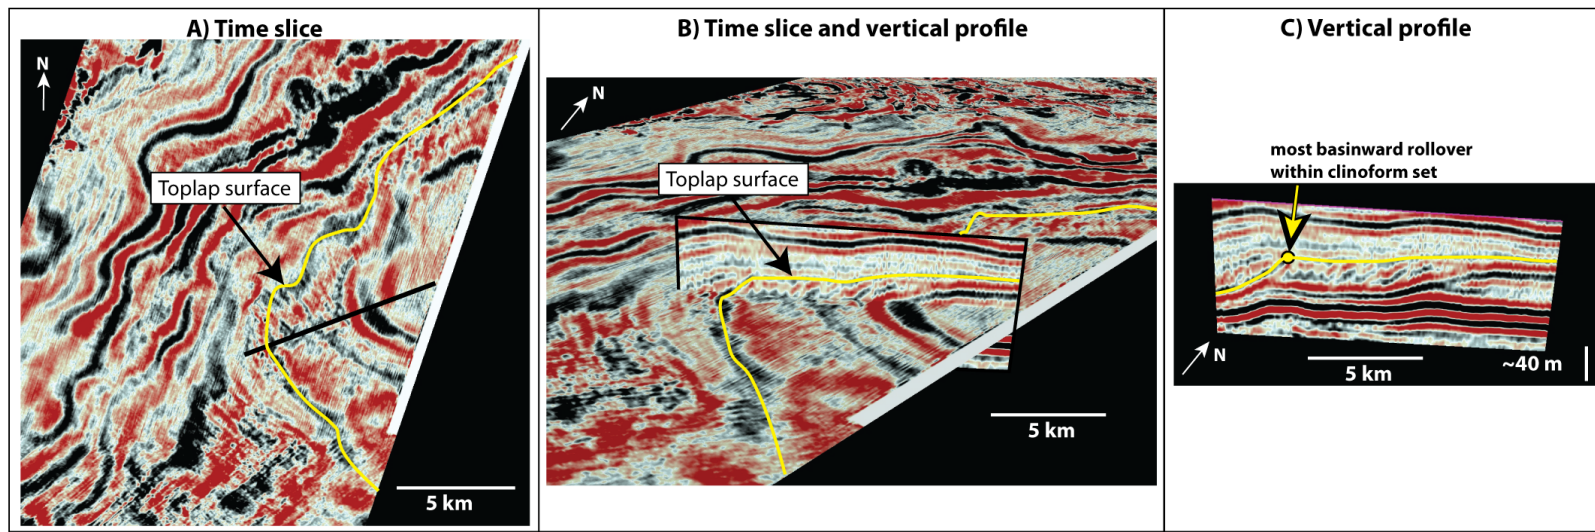 A) Time slice
N
Toplap surface
5 km
B) Time slice and vertical profile
N
Toplap surface
5 km
C) Vertical profile
most basinward rollover
within clinoform set
N
5 km
~40 m